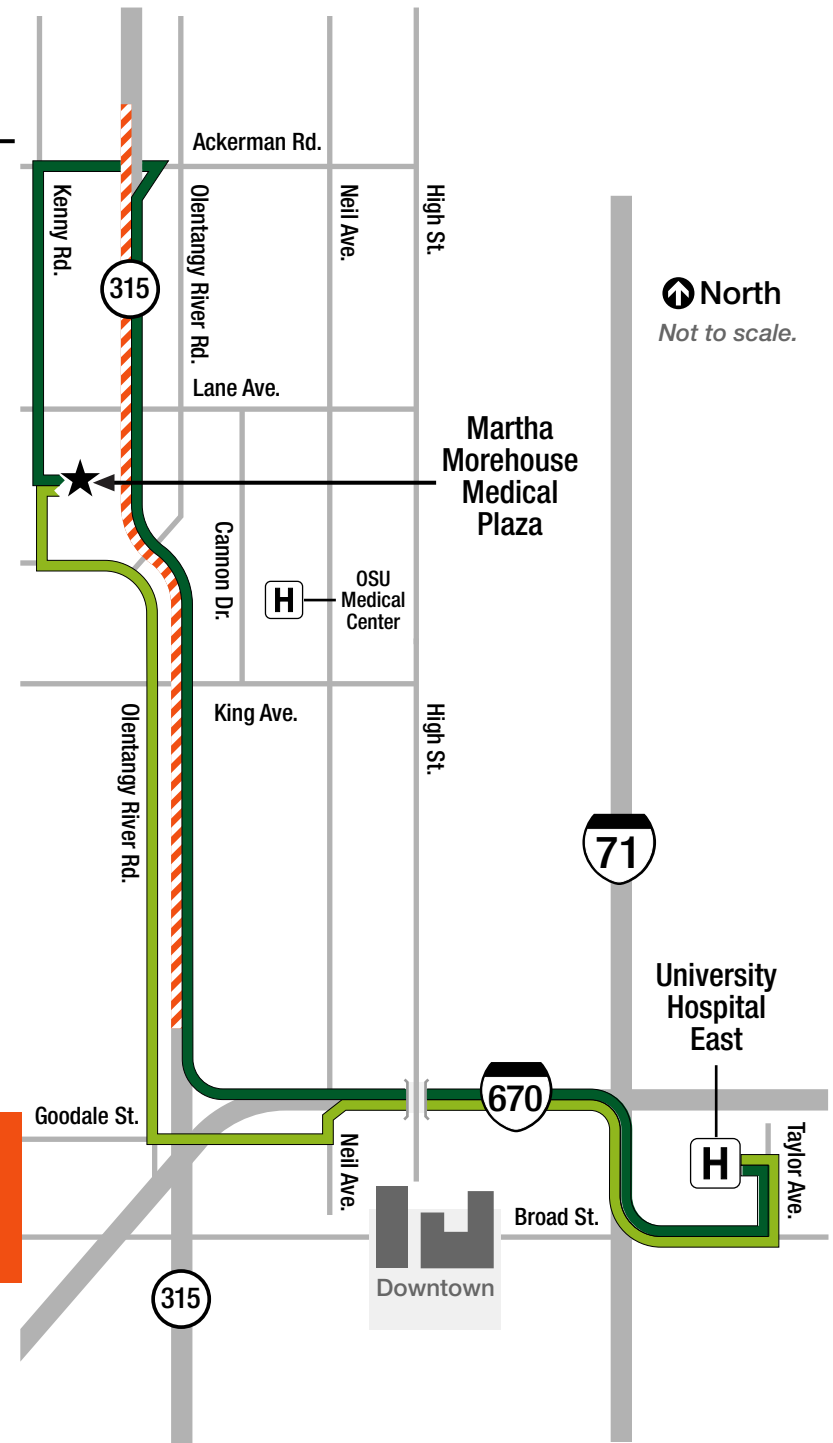 Ackerman Rd.
Kenny Rd.
Olentangy River Rd.
Neil Ave.
High St.
315
North
Not to scale.
Lane Ave.
Martha
Morehouse
Medical
Plaza
Cannon Dr.
H
OSU
Medical
Center
King Ave.
Olentangy River Rd.
High St.
71
University
Hospital
East
670
Goodale St.
Neil Ave.
H
Taylor Ave.
Broad St.
Downtown
315